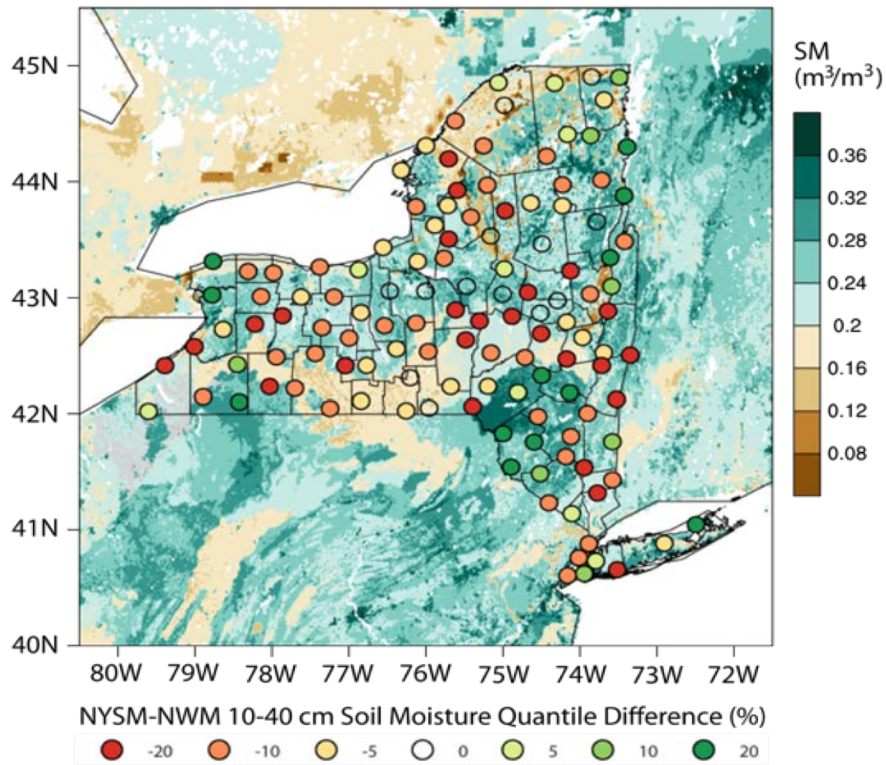 SM
(m³/m³)
45N
44N
43N
42N
41N
40N
0.36
0.32
0.28
0.24
0.2
0.16
0.12
0.08
80W 79W 78W 77W 76W 75W 74W 73W 72W
NYSM-NWM 10-40 cm Soil Moisture Quantile Difference (%)
-20 -10 -5 0 5 10 20